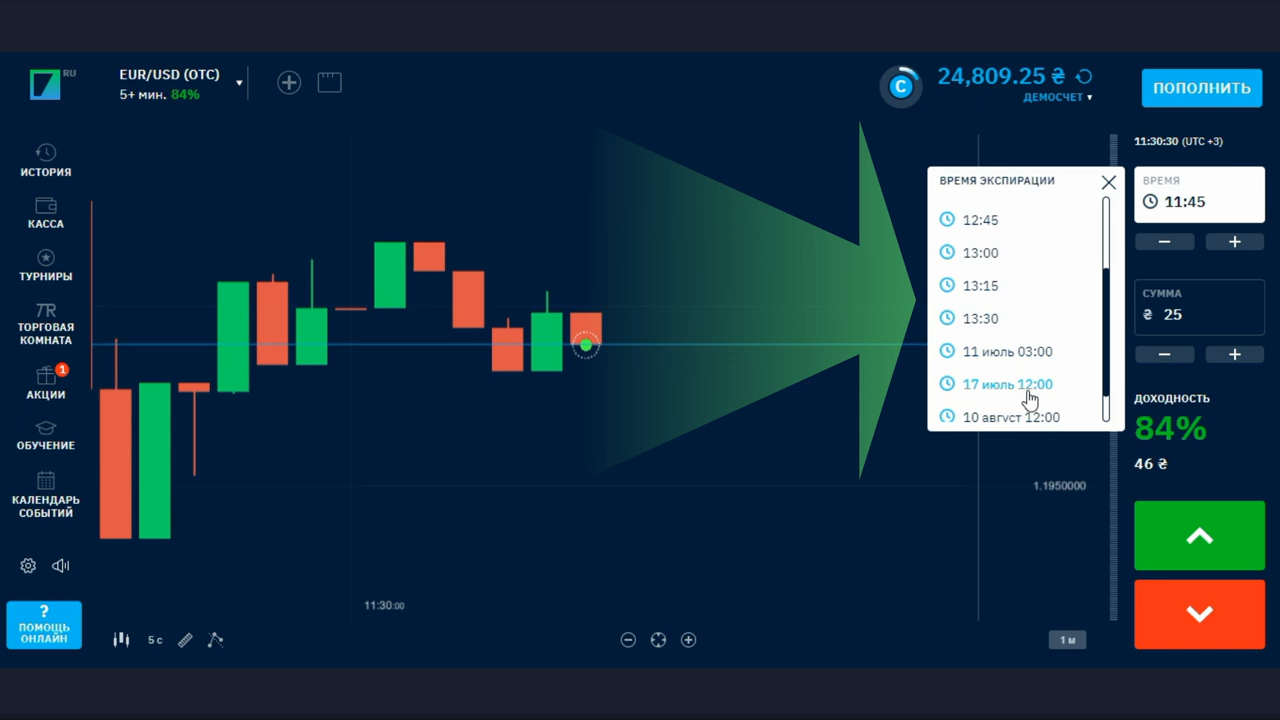 RU
EUR/USD (OTC)
5+ мин. 84%
24,809.25 ₴
ДЕМОСЧЕТ
ПОПОЛНИТЬ
ИСТОРИЯ
КАССА
ТУРНИРЫ
ТОРГОВАЯ
КОМНАТА
1
АКЦИИ
ОБУЧЕНИЕ
КАЛЕНДАРЬ
СОБЫТИЙ
?
ПОМОЩЬ
ОНЛАЙН
11:30:00
5 с
1 м
1.1950000
ВРЕМЯ ЭКСПИРАЦИИ
12:45
13:00
13:15
13:30
11 июль 03:00
17 июль 12:00
10 август 12:00
11:30:30 (UTC +3)
ВРЕМЯ
11:45
СУММА
₴ 25
ДОХОДНОСТЬ
84%
46 ₴